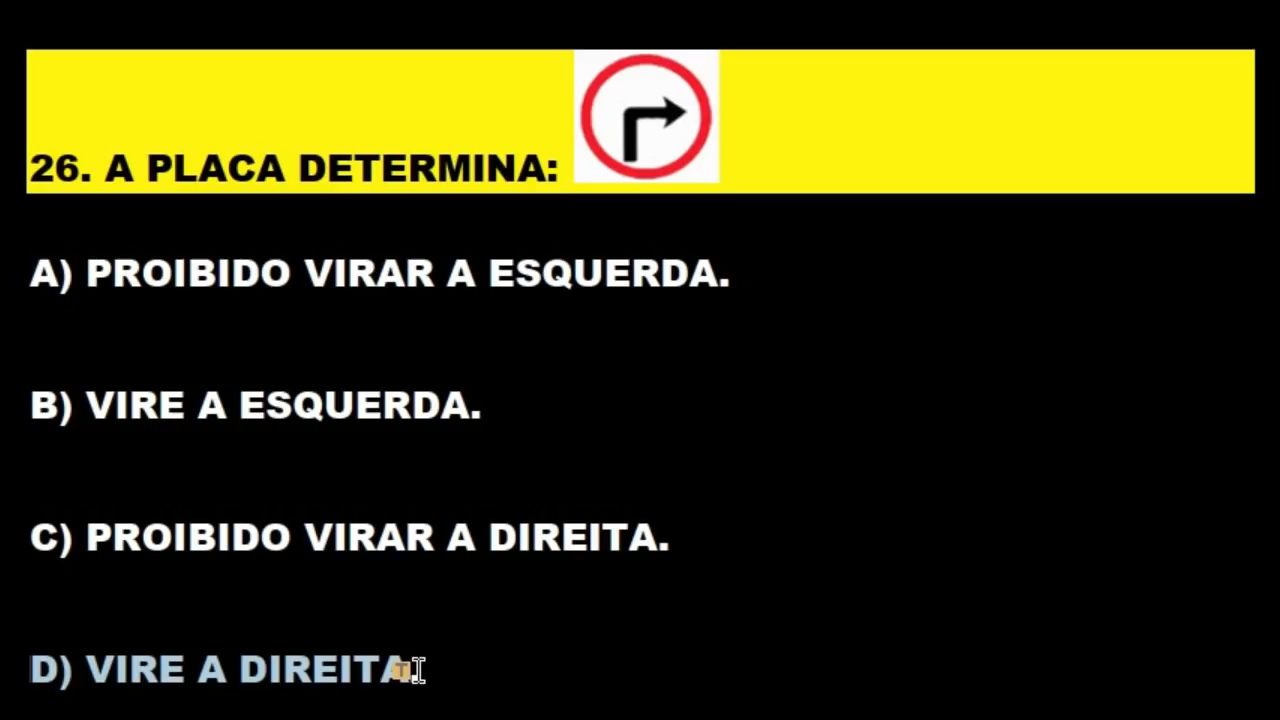 26. A PLACA DETERMINA:
A) PROIBIDO VIRAR A ESQUERDA.
B) VIRE A ESQUERDA.
C) PROIBIDO VIRAR A DIREITA.
D) VIRE A DIREITA.